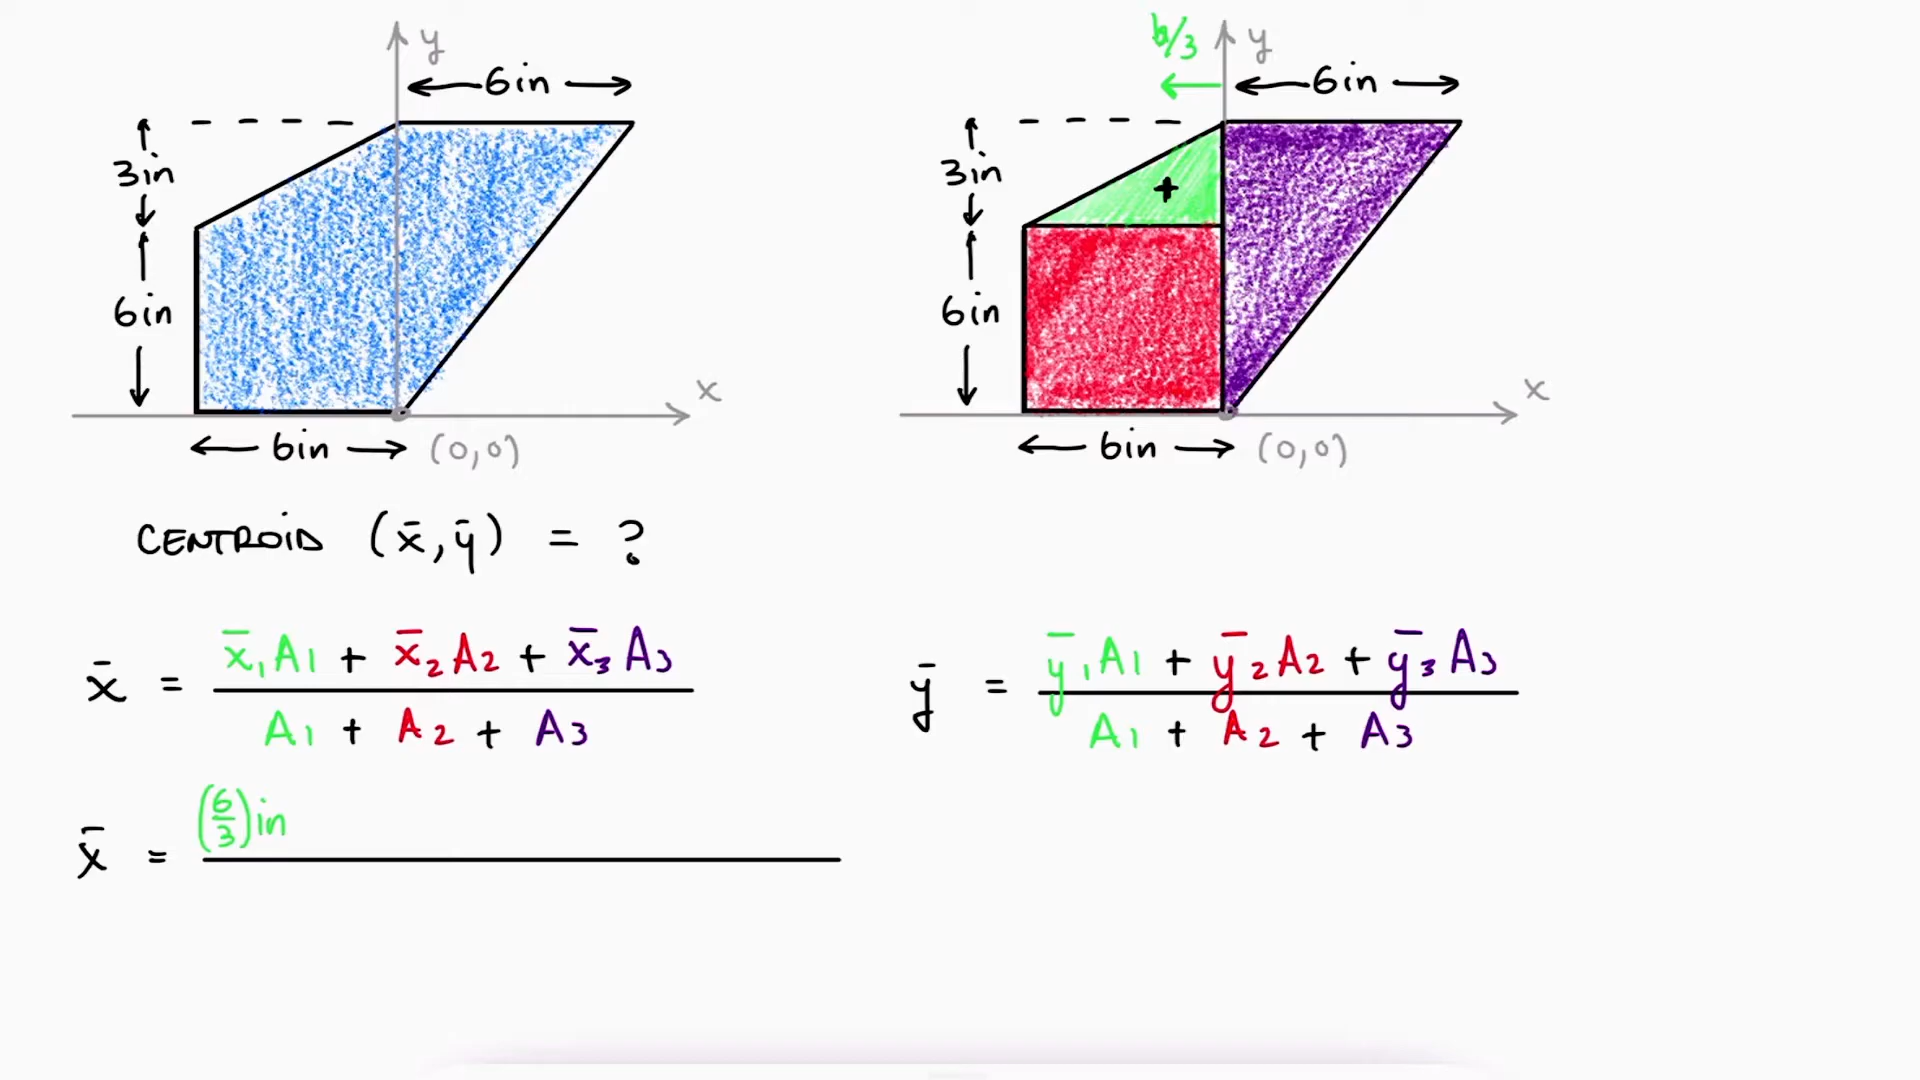 y
6in
3in
6in
x
6in
(0,0)
b/3
y
6in
3in
6in
x
6in
(0,0)
CENTROID (x̄,ȳ) = ?
x̄ = (x̄₁A₁ + x̄₂A₂ + x̄₃A₃) / (A₁ + A₂ + A₃)
ȳ = (ȳ₁A₁ + ȳ₂A₂ + ȳ₃A₃) / (A₁ + A₂ + A₃)
x̄ = (6/3)in